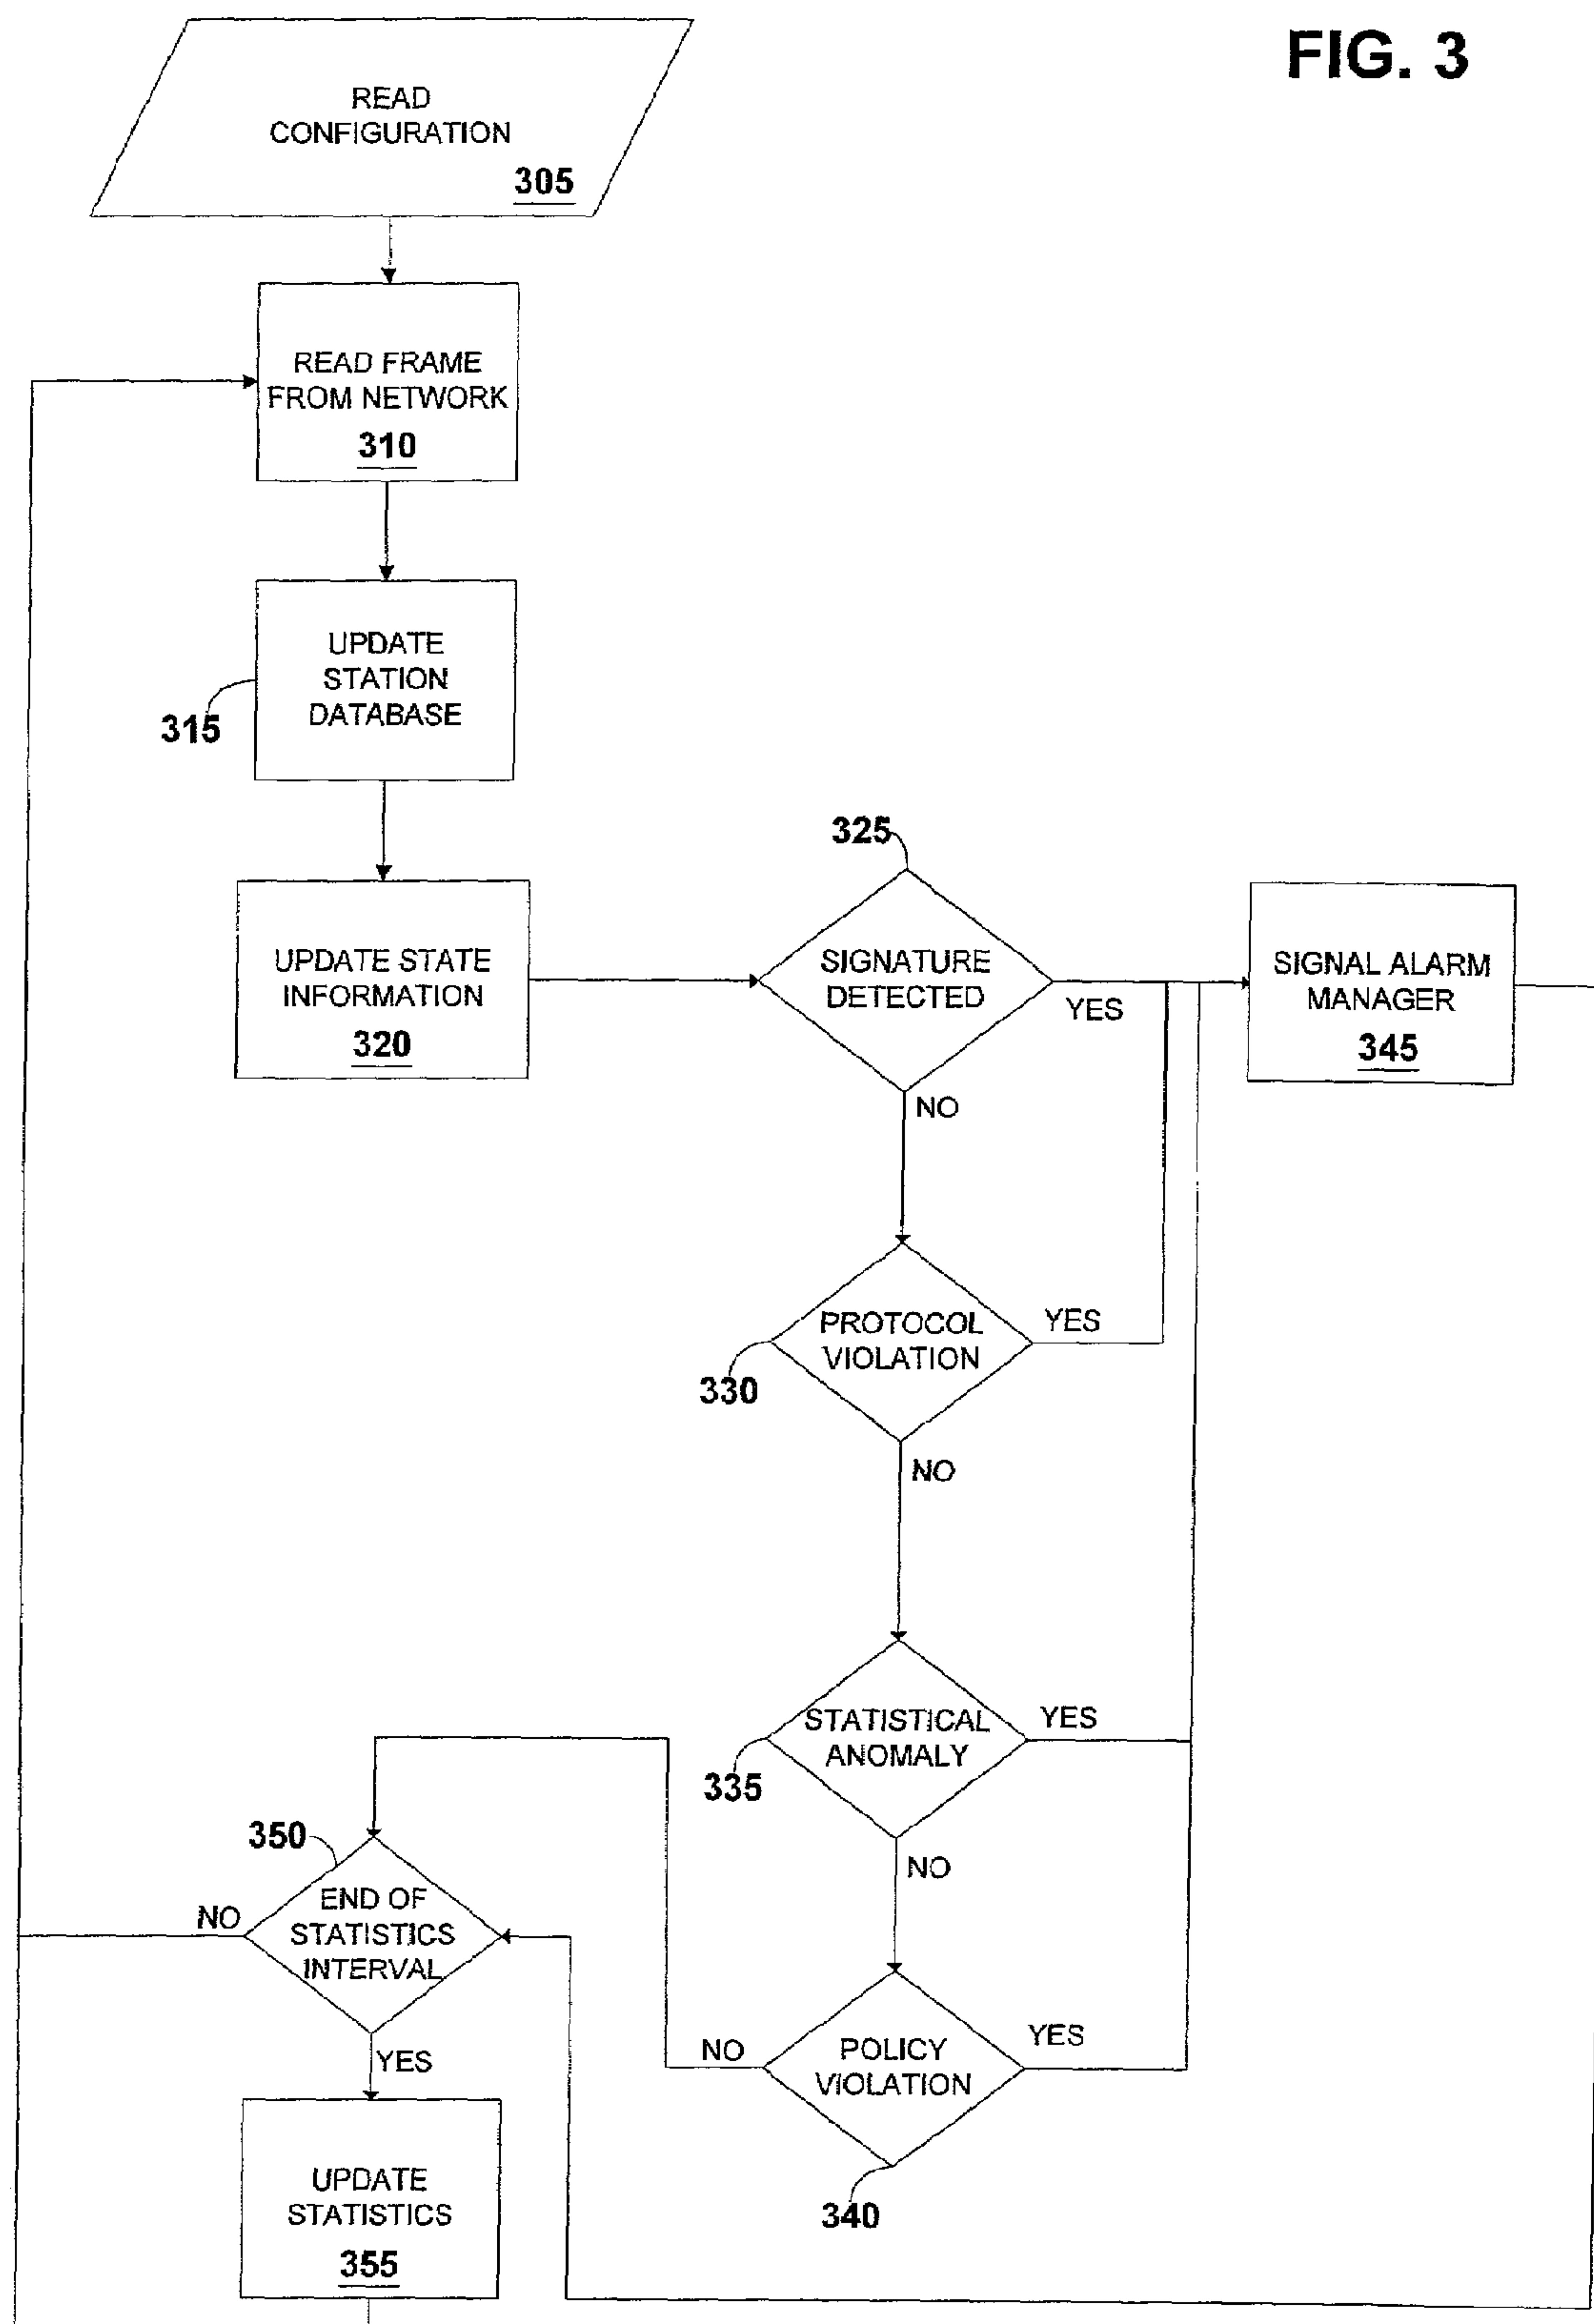 FIG. 3
READ
CONFIGURATION
305
READ FRAME
FROM NETWORK
310
UPDATE
STATION
DATABASE
315
325
UPDATE STATE
INFORMATION
320
SIGNATURE
DETECTED
YES
NO
SIGNAL ALARM
MANAGER
345
PROTOCOL
VIOLATION
YES
330
NO
STATISTICAL
ANOMALY
YES
335
NO
350
END OF
STATISTICS
INTERVAL
NO
YES
POLICY
VIOLATION
NO
YES
340
UPDATE
STATISTICS
355